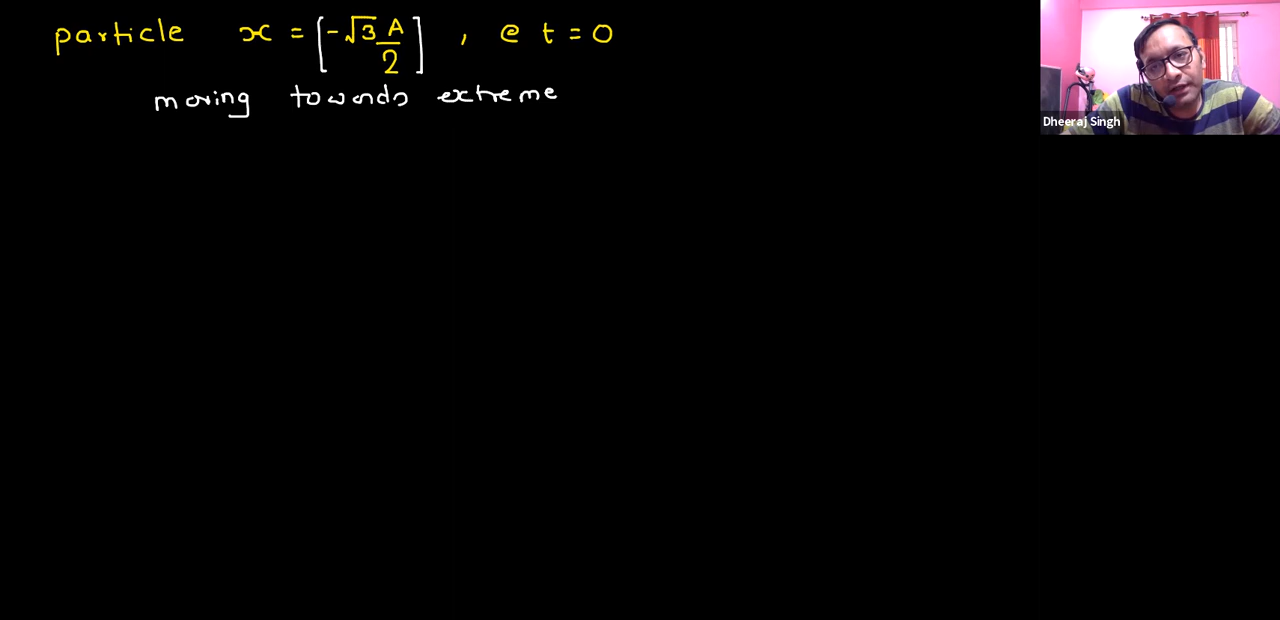 particle x = [-√3 A/2] , @ t = 0
moving towards extreme
Dheeraj Singh